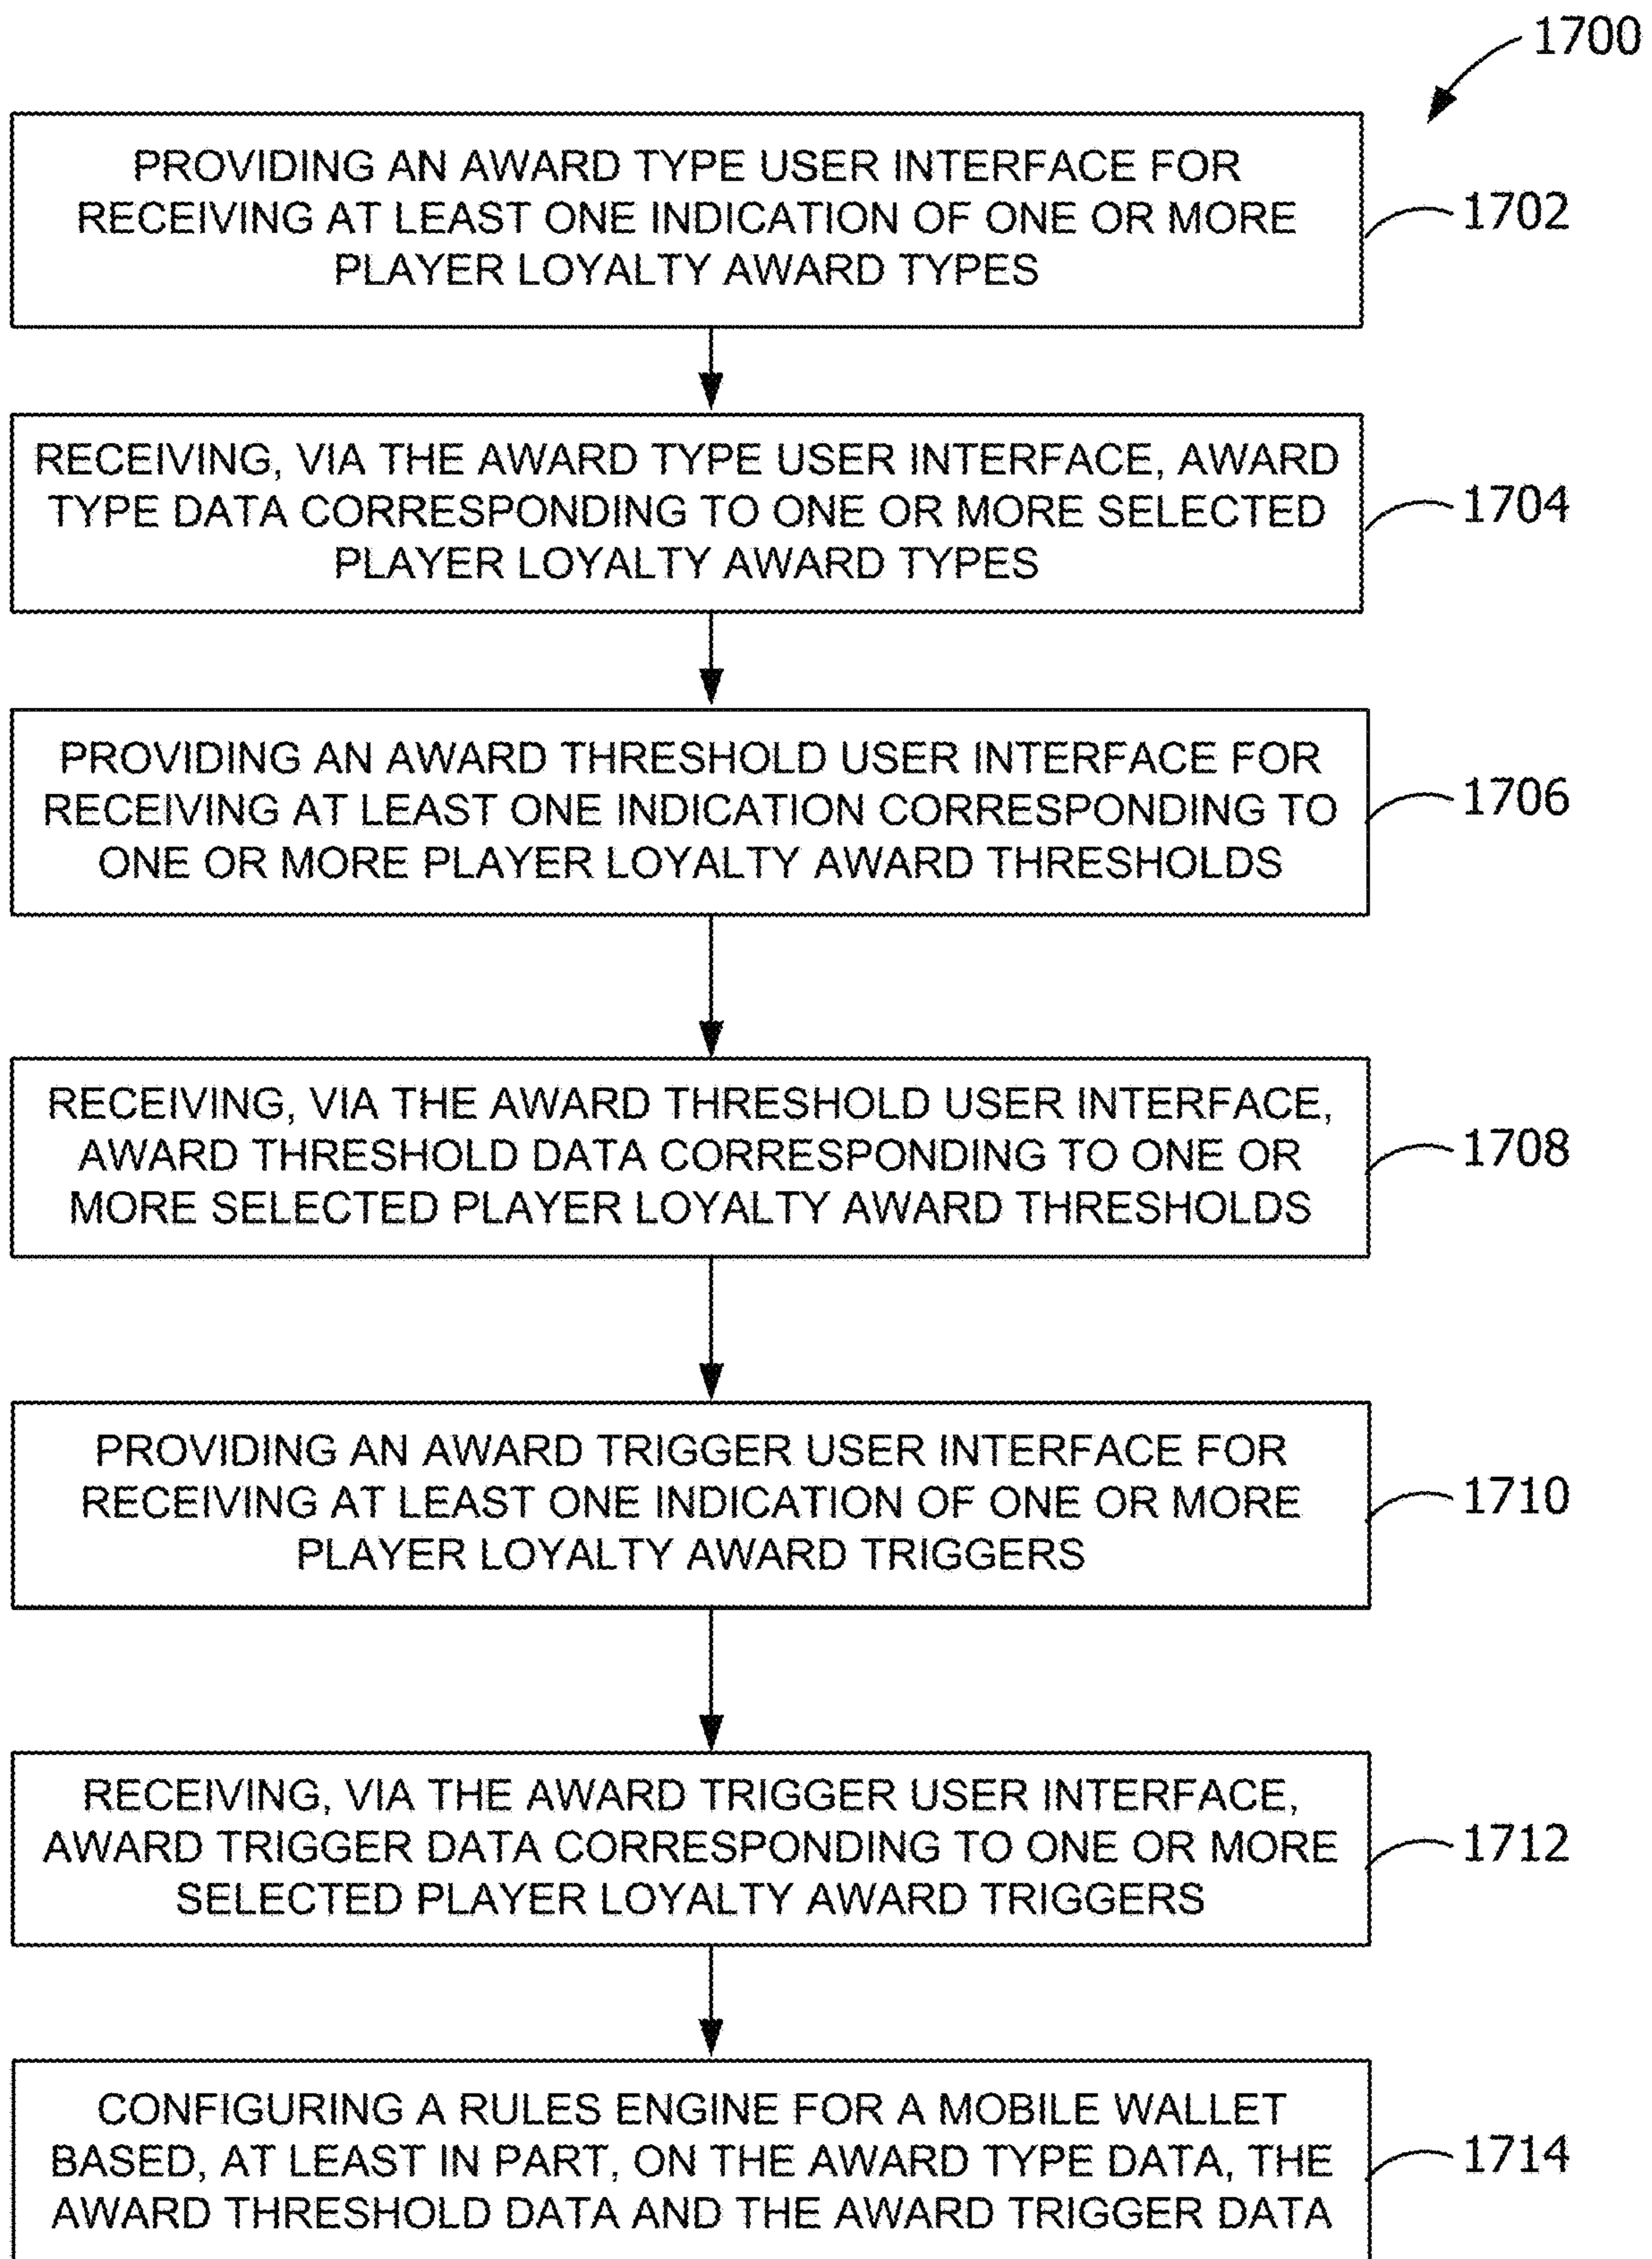 1700
PROVIDING AN AWARD TYPE USER INTERFACE FOR
RECEIVING AT LEAST ONE INDICATION OF ONE OR MORE
PLAYER LOYALTY AWARD TYPES
1702
RECEIVING, VIA THE AWARD TYPE USER INTERFACE, AWARD
TYPE DATA CORRESPONDING TO ONE OR MORE SELECTED
PLAYER LOYALTY AWARD TYPES
1704
PROVIDING AN AWARD THRESHOLD USER INTERFACE FOR
RECEIVING AT LEAST ONE INDICATION CORRESPONDING TO
ONE OR MORE PLAYER LOYALTY AWARD THRESHOLDS
1706
RECEIVING, VIA THE AWARD THRESHOLD USER INTERFACE,
AWARD THRESHOLD DATA CORRESPONDING TO ONE OR
MORE SELECTED PLAYER LOYALTY AWARD THRESHOLDS
1708
PROVIDING AN AWARD TRIGGER USER INTERFACE FOR
RECEIVING AT LEAST ONE INDICATION OF ONE OR MORE
PLAYER LOYALTY AWARD TRIGGERS
1710
RECEIVING, VIA THE AWARD TRIGGER USER INTERFACE,
AWARD TRIGGER DATA CORRESPONDING TO ONE OR MORE
SELECTED PLAYER LOYALTY AWARD TRIGGERS
1712
CONFIGURING A RULES ENGINE FOR A MOBILE WALLET
BASED, AT LEAST IN PART, ON THE AWARD TYPE DATA, THE
AWARD THRESHOLD DATA AND THE AWARD TRIGGER DATA
1714